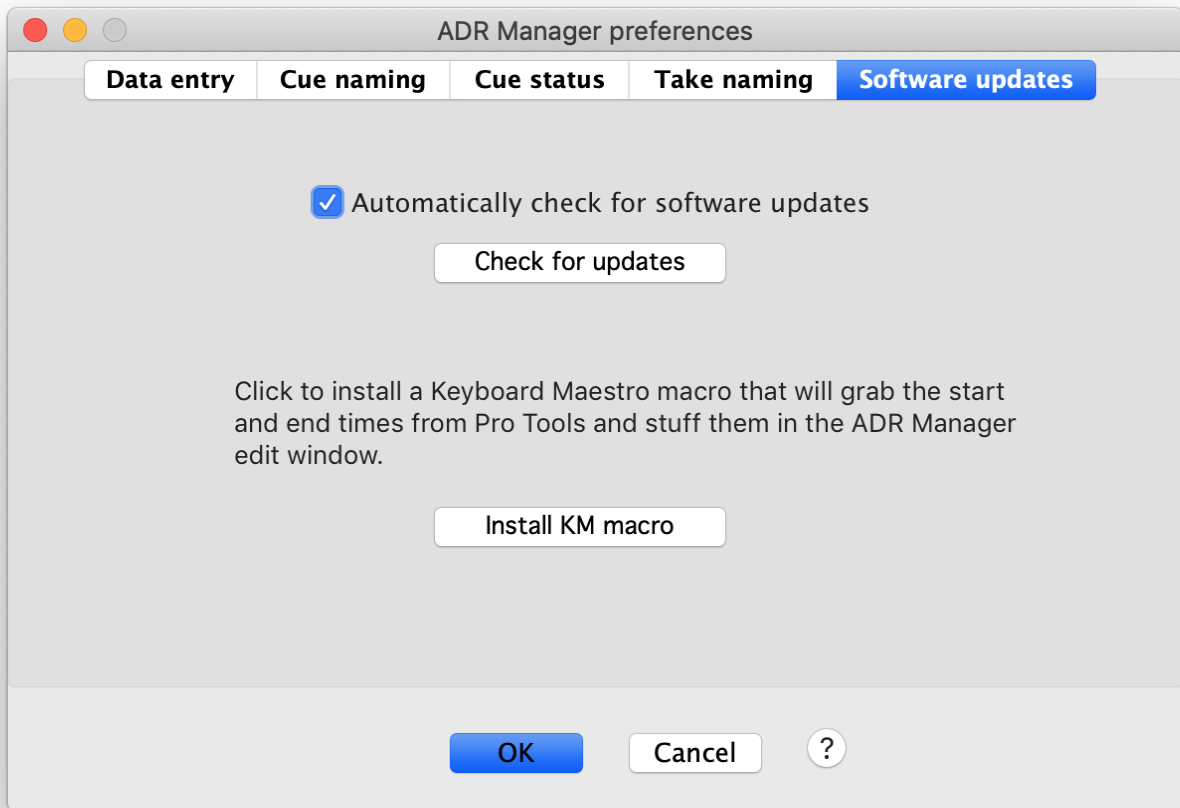 ADR Manager preferences
Data entry Cue naming Cue status Take naming Software updates
Automatically check for software updates
Check for updates
Click to install a Keyboard Maestro macro that will grab the start
and end times from Pro Tools and stuff them in the ADR Manager
edit window.
Install KM macro
OK Cancel ?